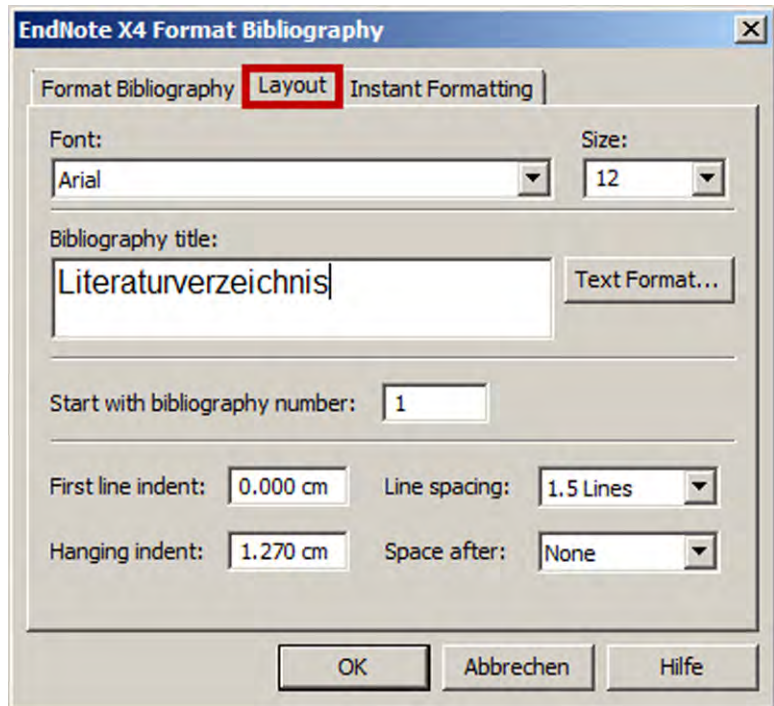 EndNote X4 Format Bibliography
Format Bibliography Layout Instant Formatting
Font: Size:
Arial 12
Bibliography title:
Literaturverzeichnis Text Format...
Start with bibliography number: 1
First line indent: 0.000 cm Line spacing: 1.5 Lines
Hanging indent: 1.270 cm Space after: None
OK Abbrechen Hilfe